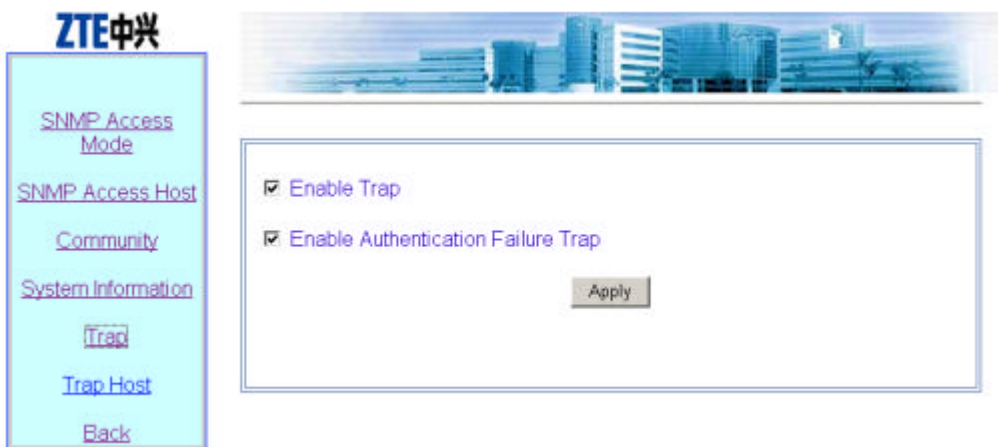 ZTE中兴
SNMP Access
Mode
SNMP Access Host
Community
System Information
Trap
Trap Host
Back
Enable Trap
Enable Authentication Failure Trap
Apply